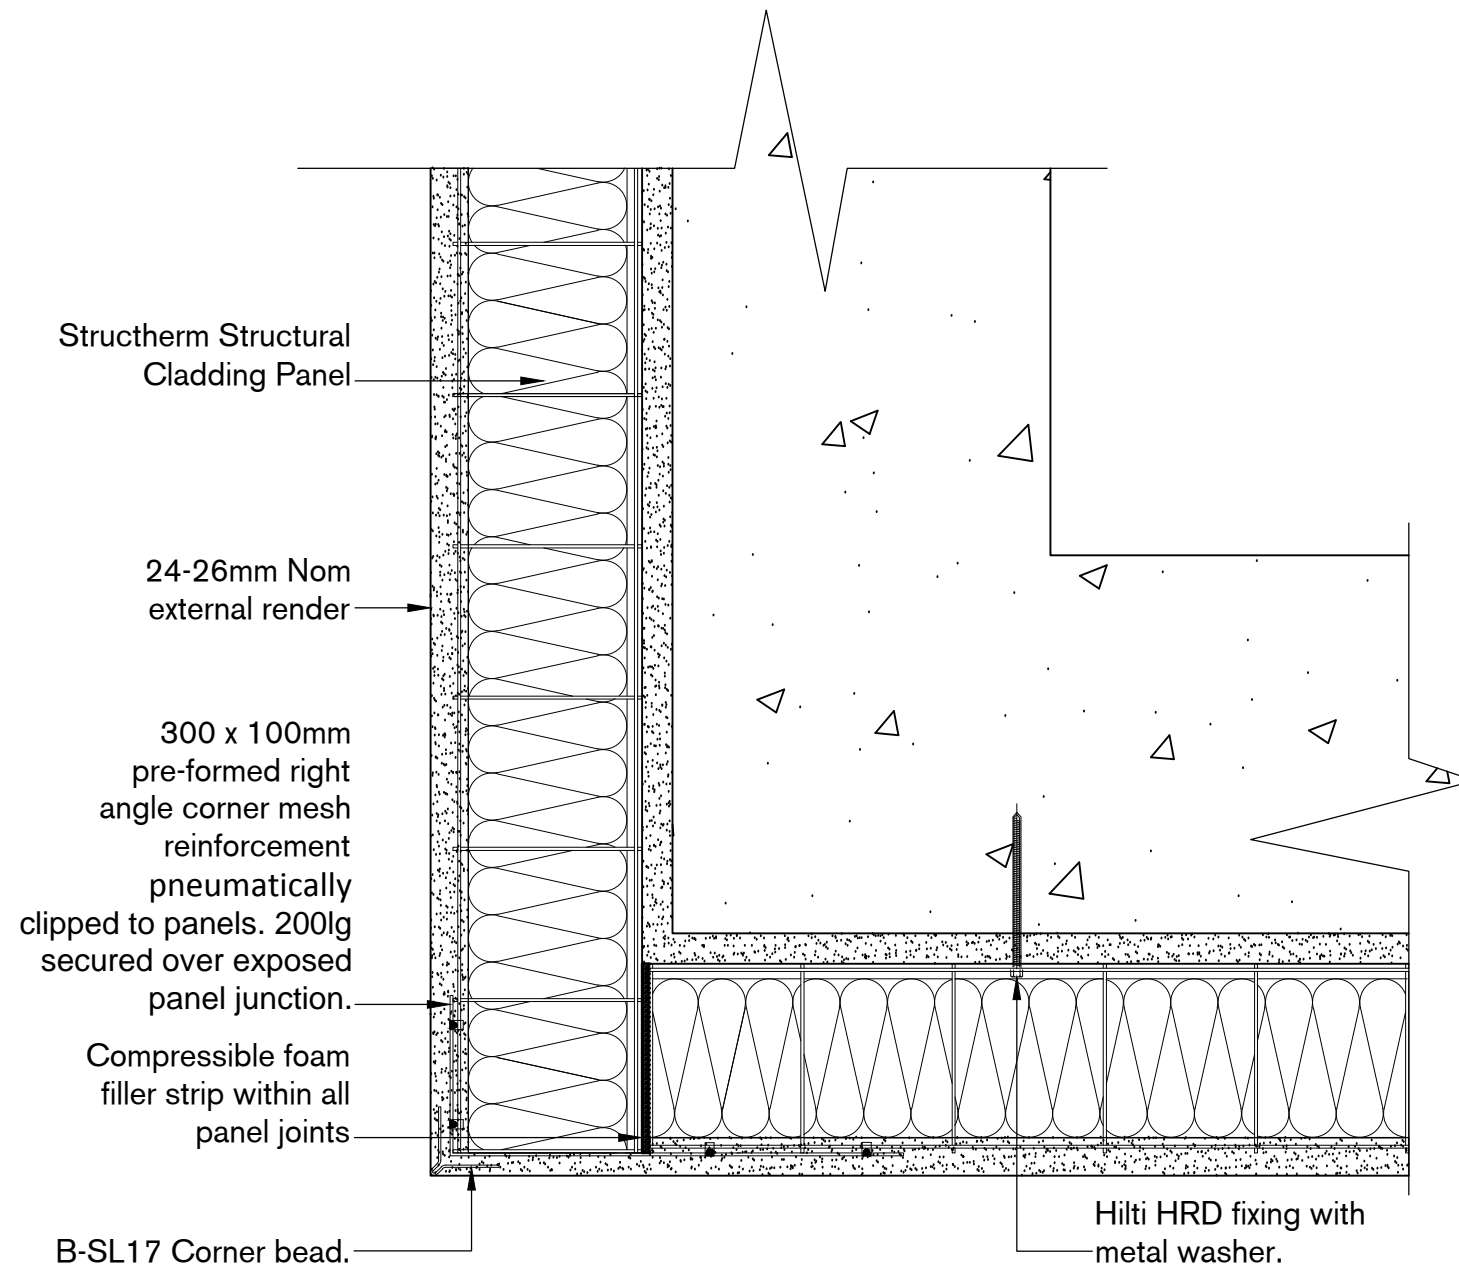 Structherm Structural
Cladding Panel
24-26mm Nom
external render
300 x 100mm
pre-formed right
angle corner mesh
reinforcement
pneumatically
clipped to panels. 200lg
secured over exposed
panel junction.
Compressible foam
filler strip within all
panel joints
B-SL17 Corner bead.
Hilti HRD fixing with
metal washer.